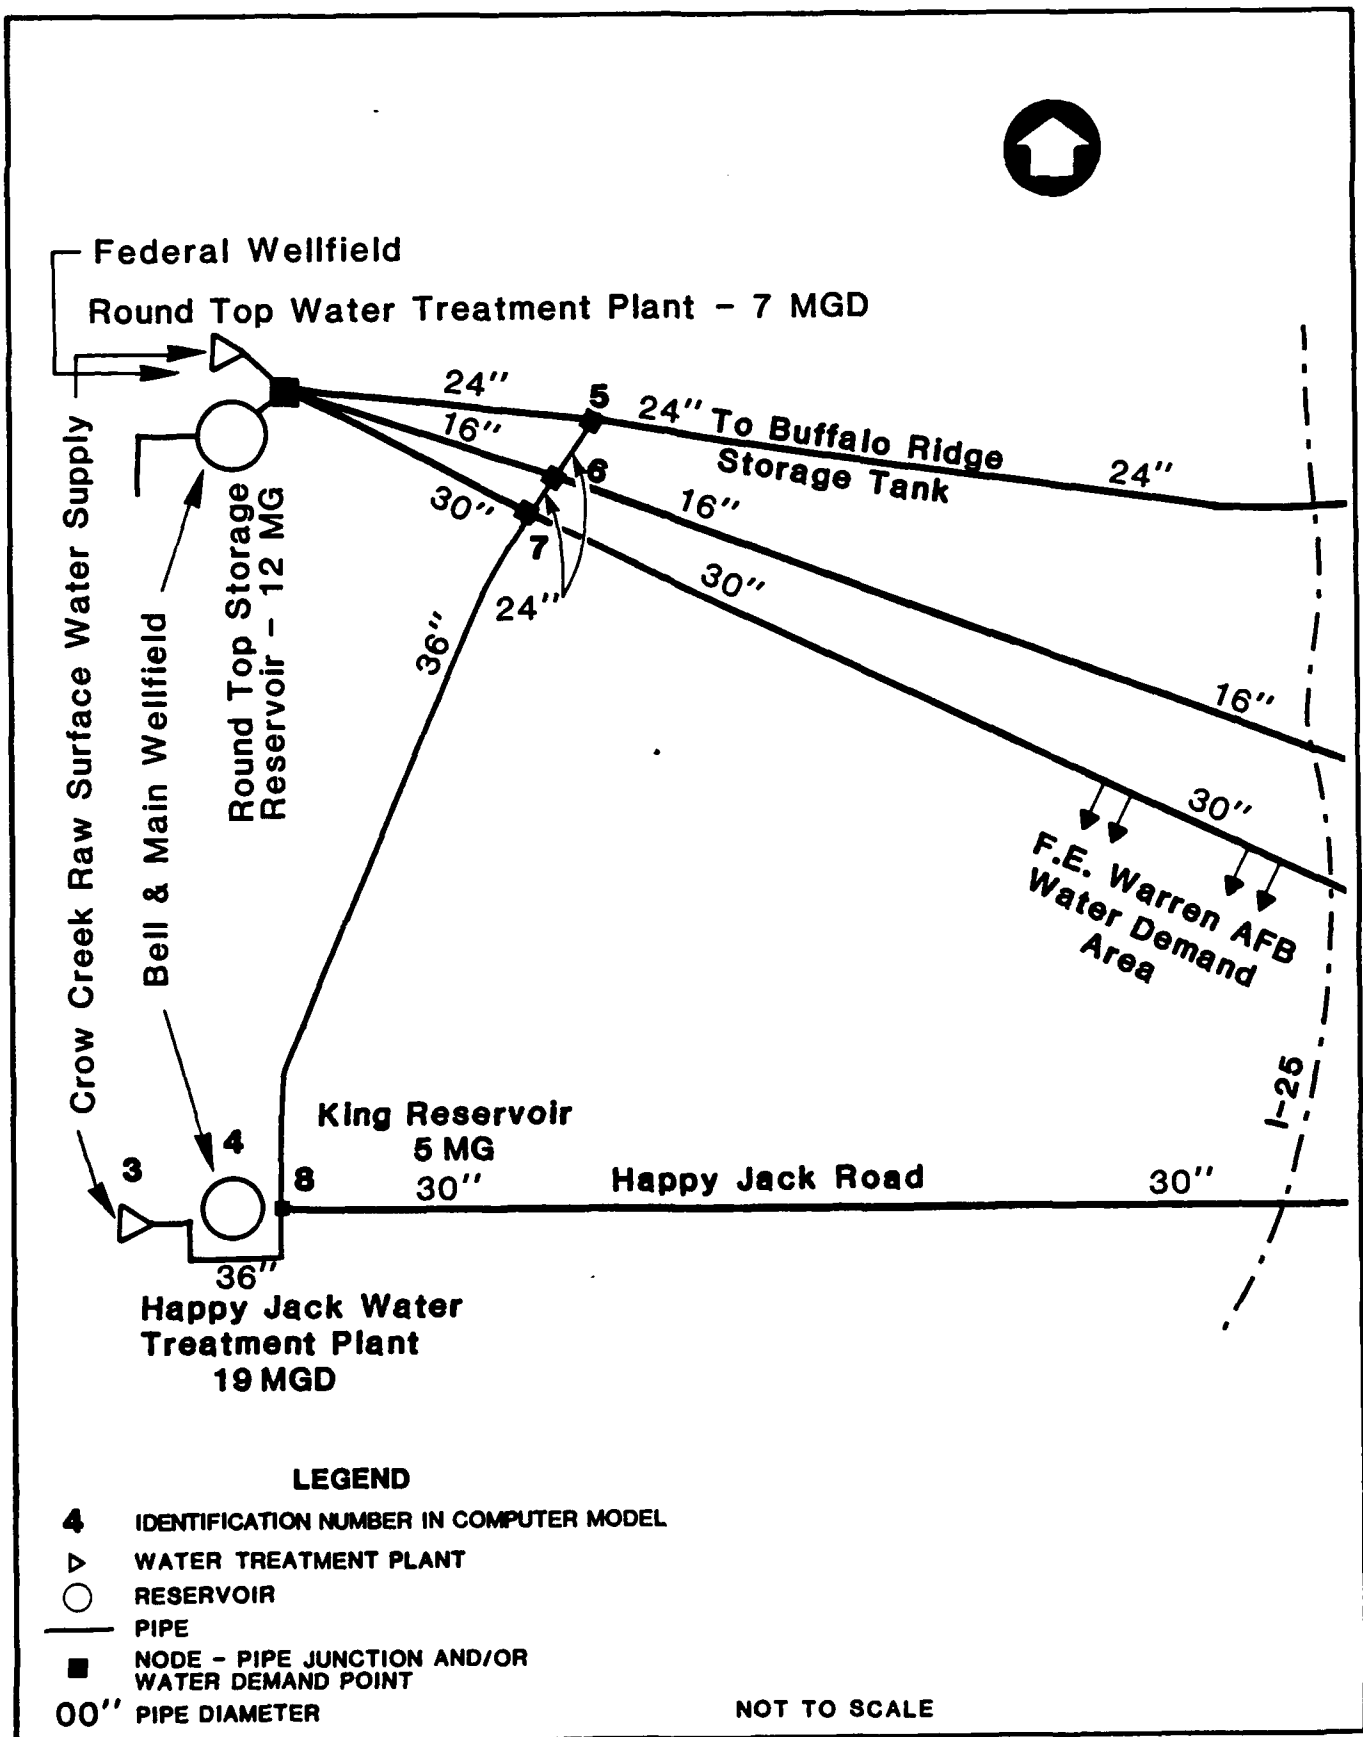 Federal Wellfield
Round Top Water Treatment Plant - 7 MGD
Crow Creek Raw Surface Water Supply
Bell & Main Wellfield
Round Top Storage
Reservoir - 12 MG
24"
5
24" To Buffalo Ridge
Storage Tank
24"
16"
6
16"
30"
7
24"
30"
36"
16"
30"
F.E. Warren AFB
Water Demand
Area
I-25
King Reservoir
5 MG
4
3
8
30"
Happy Jack Road
30"
36"
Happy Jack Water
Treatment Plant
19 MGD
LEGEND
4 IDENTIFICATION NUMBER IN COMPUTER MODEL
WATER TREATMENT PLANT
RESERVOIR
PIPE
NODE - PIPE JUNCTION AND/OR
WATER DEMAND POINT
00" PIPE DIAMETER
NOT TO SCALE